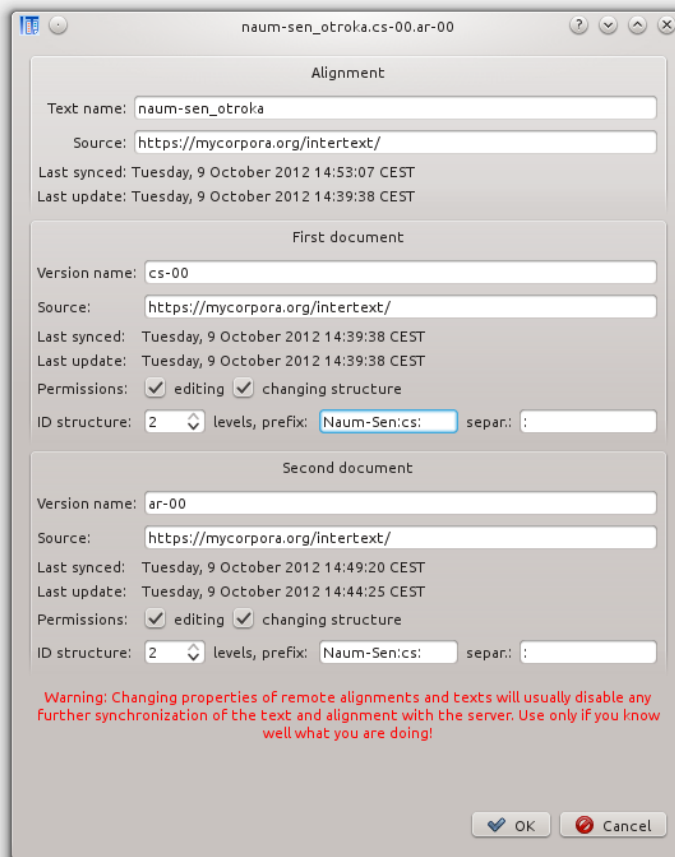 naum-sen_otroka.cs-00.ar-00
Alignment
Text name: naum-sen_otroka
Source: https://mycorpora.org/intertext/
Last synced: Tuesday, 9 October 2012 14:53:07 CEST
Last update: Tuesday, 9 October 2012 14:39:38 CEST
First document
Version name: cs-00
Source: https://mycorpora.org/intertext/
Last synced: Tuesday, 9 October 2012 14:39:38 CEST
Last update: Tuesday, 9 October 2012 14:39:38 CEST
Permissions: editing changing structure
ID structure: 2 levels, prefix: Naum-Sen:cs: separ.: :
Second document
Version name: ar-00
Source: https://mycorpora.org/intertext/
Last synced: Tuesday, 9 October 2012 14:49:20 CEST
Last update: Tuesday, 9 October 2012 14:44:25 CEST
Permissions: editing changing structure
ID structure: 2 levels, prefix: Naum-Sen:cs: separ.: :
Warning: Changing properties of remote alignments and texts will usually disable any
further synchronization of the text and alignment with the server. Use only if you know
well what you are doing!
OK Cancel